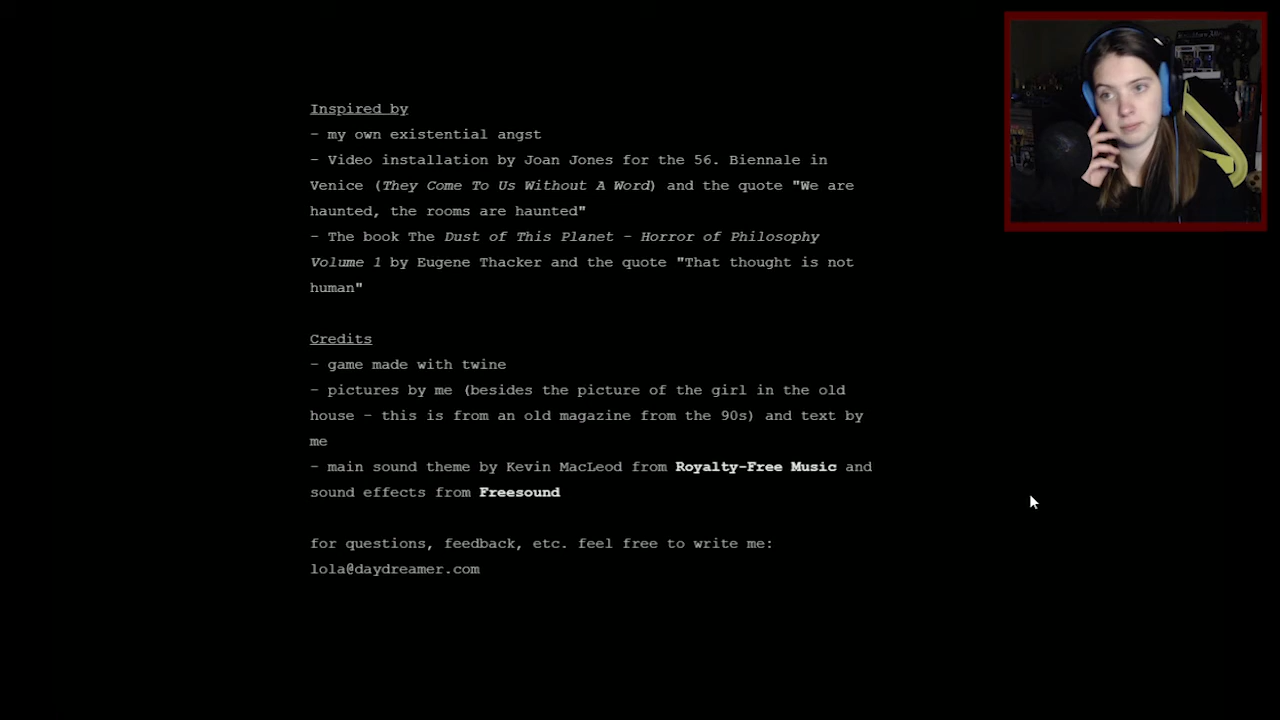 Inspired by
- my own existential angst
- Video installation by Joan Jones for the 56. Biennale in
Venice (They Come To Us Without A Word) and the quote "We are
haunted, the rooms are haunted"
- The book The Dust of This Planet - Horror of Philosophy
Volume 1 by Eugene Thacker and the quote "That thought is not
human"
Credits
- game made with twine
- pictures by me (besides the picture of the girl in the old
house - this is from an old magazine from the 90s) and text by
me
- main sound theme by Kevin MacLeod from Royalty-Free Music and
sound effects from Freesound
for questions, feedback, etc. feel free to write me:
lola@daydreamer.com